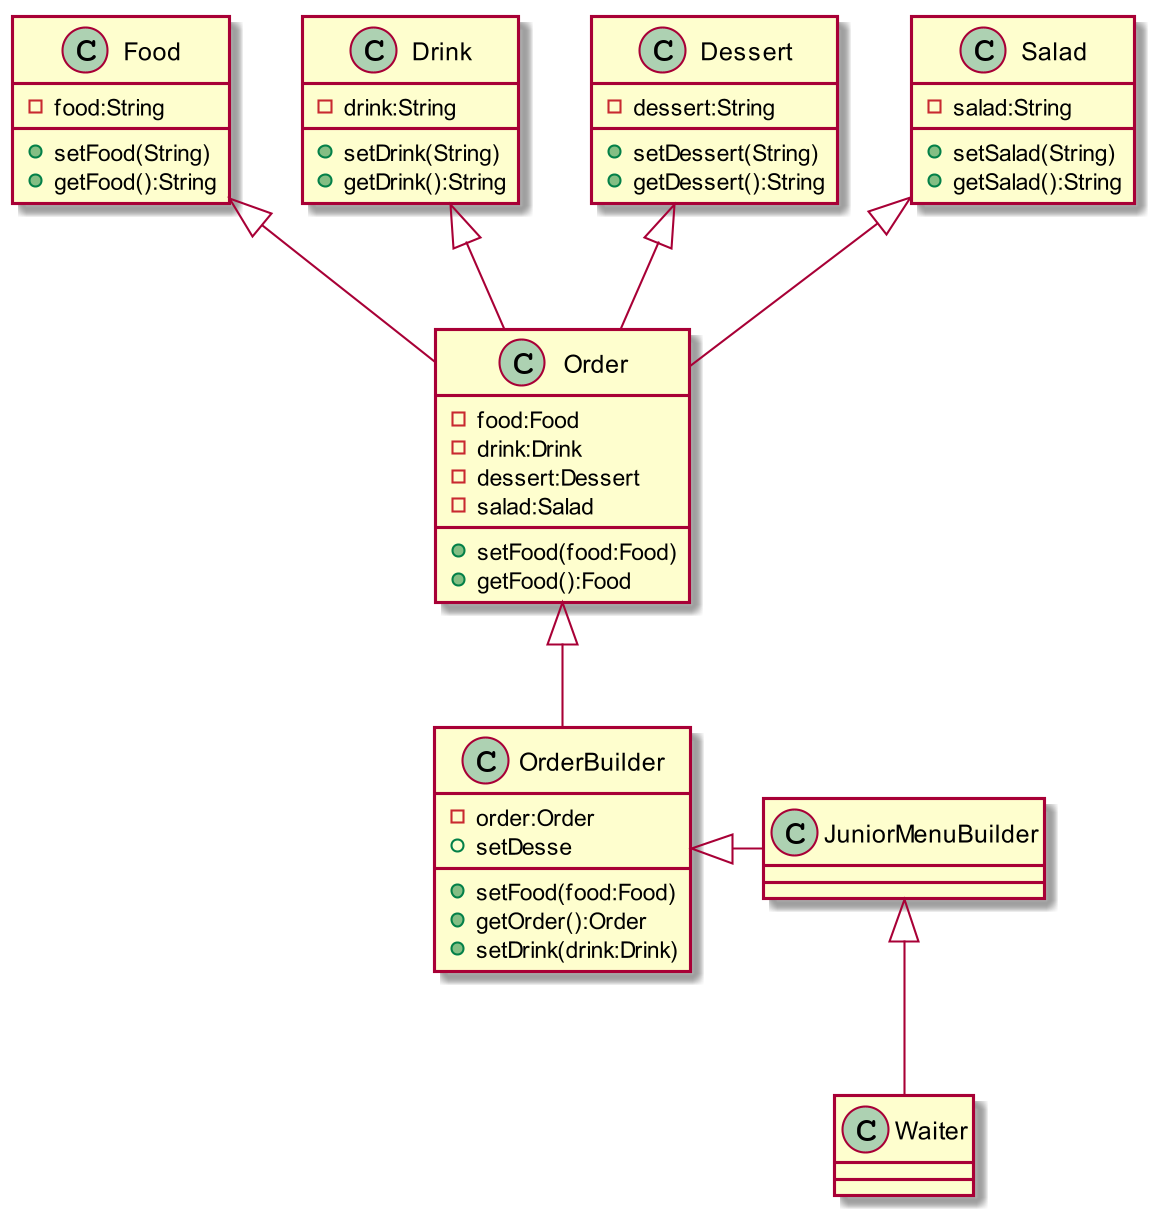 C Food
food:String
setFood(String)
getFood():String
C Drink
drink:String
setDrink(String)
getDrink():String
C Dessert
dessert:String
setDessert(String)
getDessert():String
C Salad
salad:String
setSalad(String)
getSalad():String
C Order
food:Food
drink:Drink
dessert:Dessert
salad:Salad
setFood(food:Food)
getFood():Food
C OrderBuilder
order:Order
setDesse
setFood(food:Food)
getOrder():Order
setDrink(drink:Drink)
C JuniorMenuBuilder
C Waiter